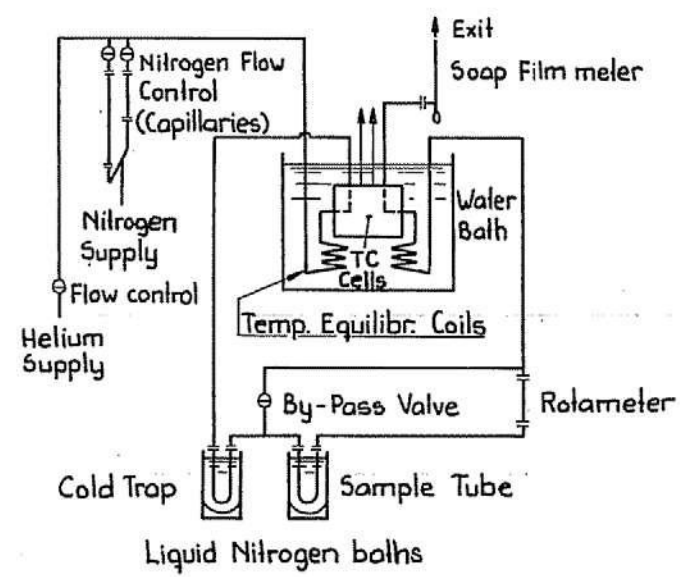 Exit
Soap Film meter
Nitrogen Flow
Control
(Capillaries)
Nitrogen
Supply
Water
Bath
TC
Cells
Flow control
Temp. Equilibr. Coils
Helium
Supply
By-Pass Valve
Rotameter
Cold Trap
Sample Tube
Liquid Nitrogen baths